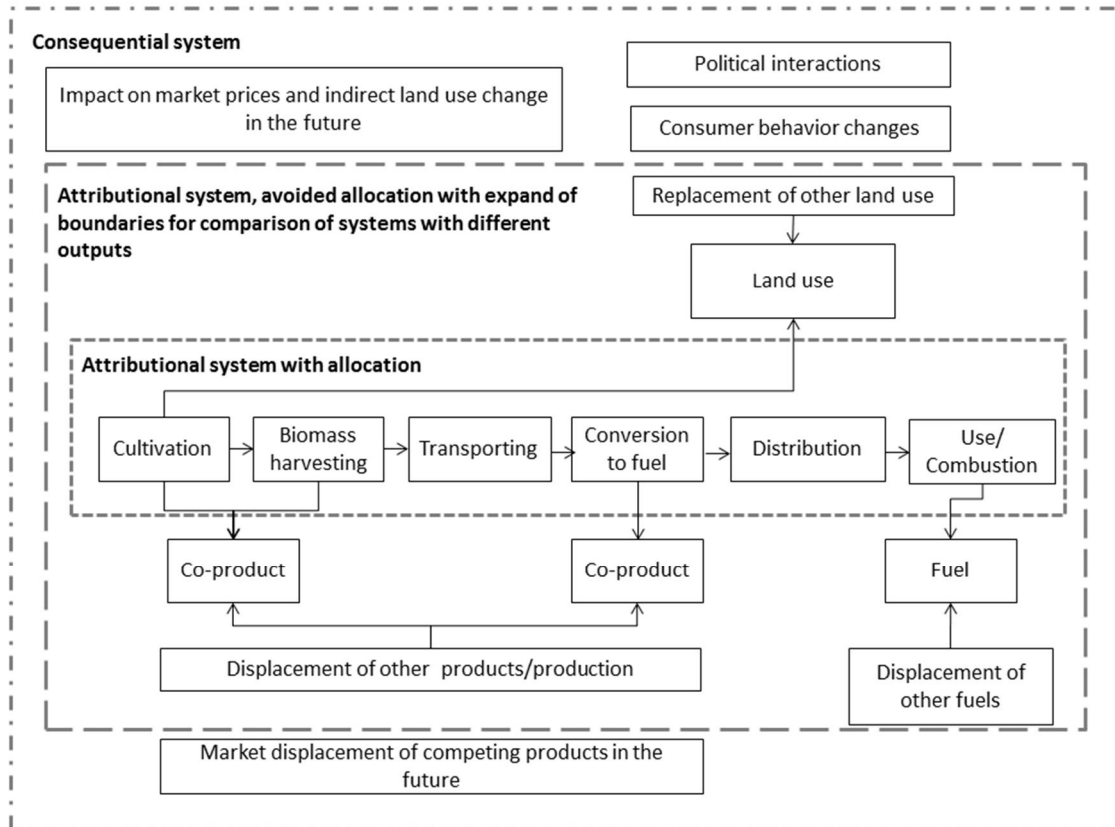 Consequential system
Impact on market prices and indirect land use change
in the future
Political interactions
Consumer behavior changes
Attributional system, avoided allocation with expand of
boundaries for comparison of systems with different
outputs
Replacement of other land use
Land use
Attributional system with allocation
Cultivation
Biomass
harvesting
Transporting
Conversion
to fuel
Distribution
Use/
Combustion
Co-product
Co-product
Fuel
Displacement of other products/production
Displacement of
other fuels
Market displacement of competing products in the
future